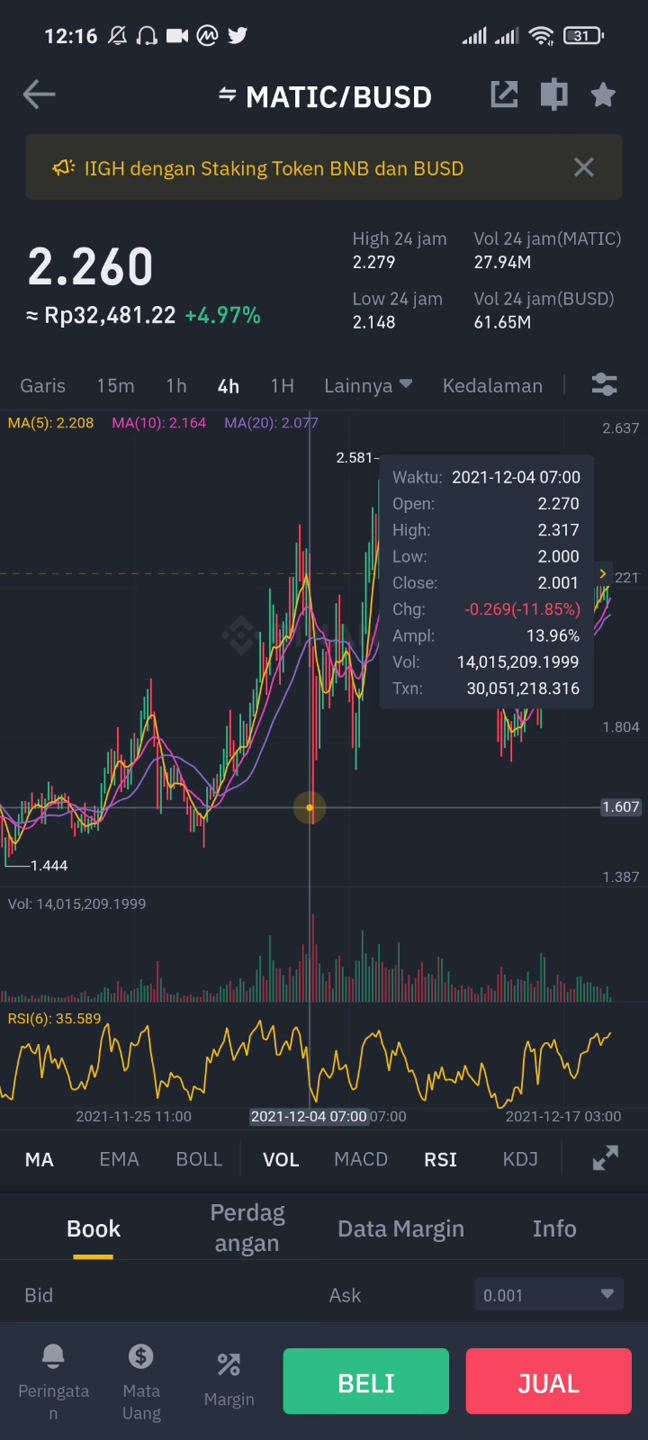 12:16
31
MATIC/BUSD
IIGH dengan Staking Token BNB dan BUSD
2.260
≈ Rp32,481.22 +4.97%
High 24 jam
2.279
Vol 24 jam(MATIC)
27.94M
Low 24 jam
2.148
Vol 24 jam(BUSD)
61.65M
Garis 15m 1h 4h 1H Lainnya Kedalaman
MA(5): 2.208 MA(10): 2.164 MA(20): 2.077
2.637
2.581
Waktu: 2021-12-04 07:00
Open: 2.270
High: 2.317
Low: 2.000
Close: 2.001
Chg: -0.269(-11.85%)
Ampl: 13.96%
Vol: 14,015,209.1999
Txn: 30,051,218.316
221
1.804
1.607
1.444
1.387
Vol: 14,015,209.1999
RSI(6): 35.589
2021-11-25 11:00 2021-12-04 07:00 07:00 2021-12-17 03:00
MA EMA BOLL VOL MACD RSI KDJ
Book
Perdag
angan
Data Margin
Info
Bid Ask 0.001
Peringata
n
Mata
Uang
Margin
BELI
JUAL